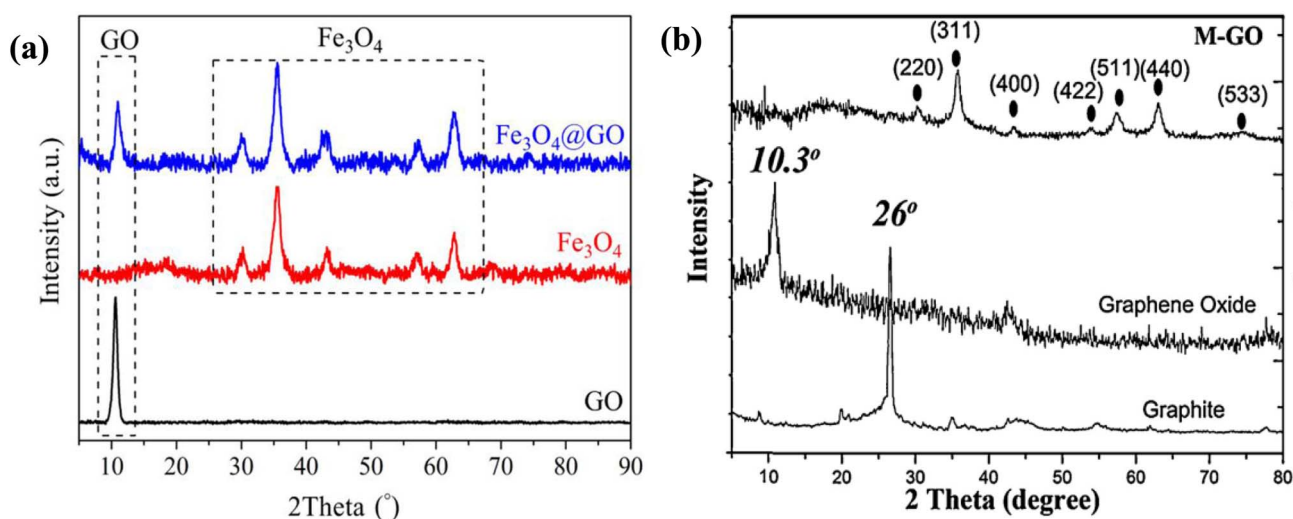 (a)
GO
Fe₃O₄
Fe₃O₄@GO
Fe₃O₄
GO
Intensity (a.u.)
10 20 30 40 50 60 70 80 90
2Theta (°)
(b)
M-GO
(220) (311) (400) (422) (511) (440) (533)
10.3º
26º
Graphene Oxide
Graphite
Intensity
10 20 30 40 50 60 70 80
2 Theta (degree)